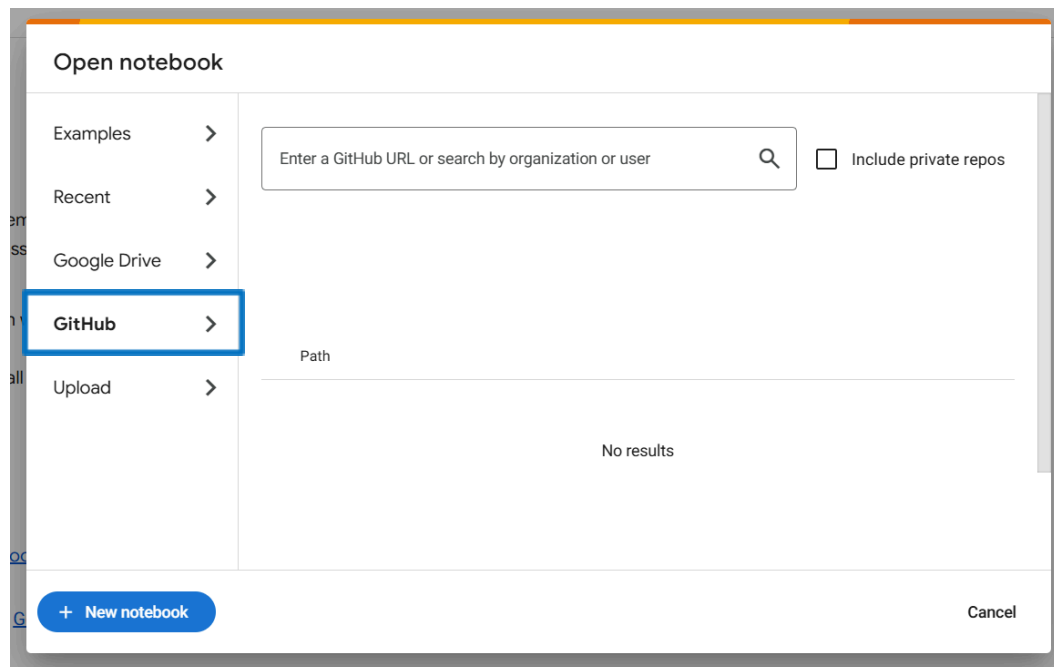 Open notebook
Examples
Recent
Google Drive
GitHub
Upload
Enter a GitHub URL or search by organization or user
Include private repos
Path
No results
+ New notebook
Cancel